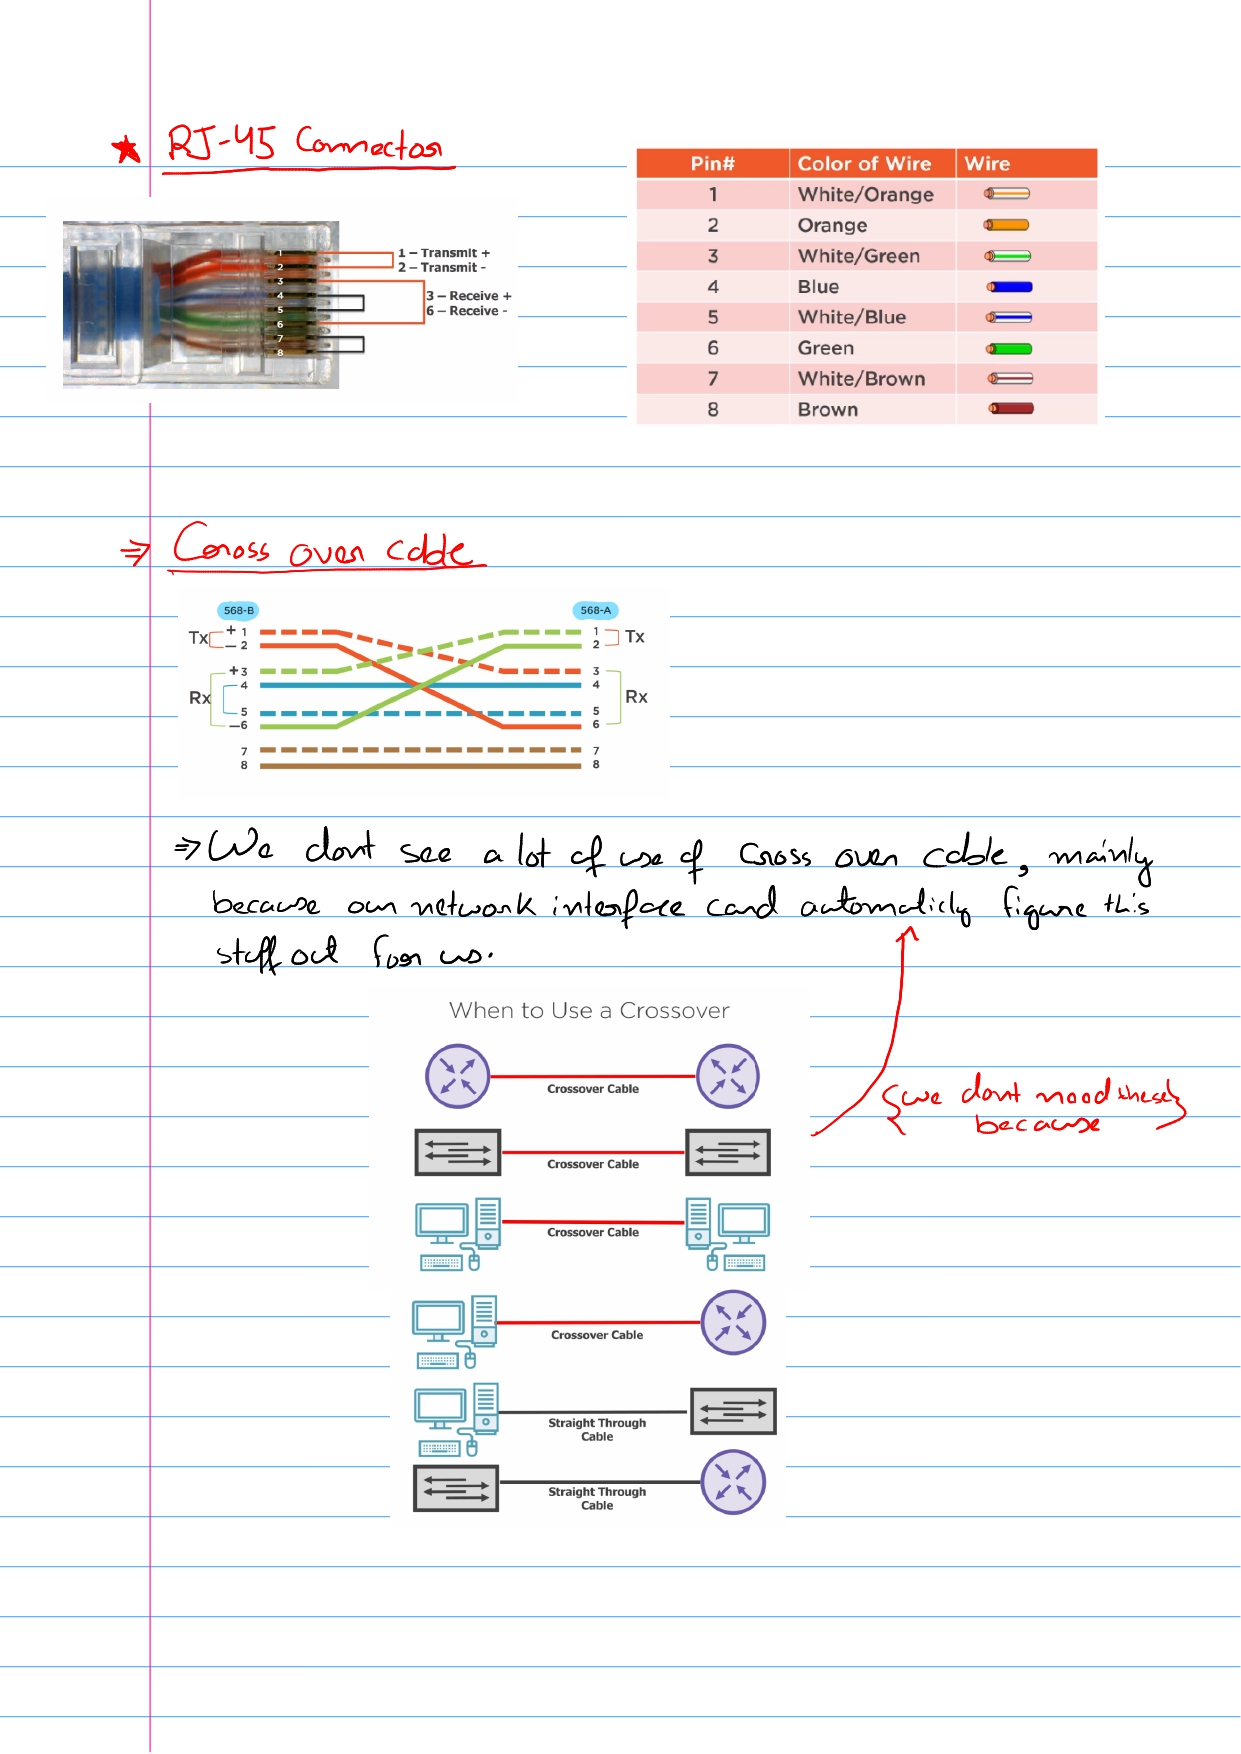 RJ-45 Connector
1 – Transmit +
2 – Transmit -
3 – Receive +
6 – Receive -
1
2
3
4
5
6
7
8
Pin# Color of Wire Wire
1 White/Orange
2 Orange
3 White/Green
4 Blue
5 White/Blue
6 Green
7 White/Brown
8 Brown
⇒ Cross over cable
568-B 568-A
Tx + 1 1 Tx
– 2 2
+ 3 3
4 4
Rx Rx
5 5
–6 6
7 7
8 8
⇒ We dont see a lot of use of Cross over cable, mainly
because our network interface card automaticly figure this
stuff out for us.
When to Use a Crossover
Crossover Cable
{we dont need these}
because
Crossover Cable
Crossover Cable
Crossover Cable
Straight Through
Cable
Straight Through
Cable